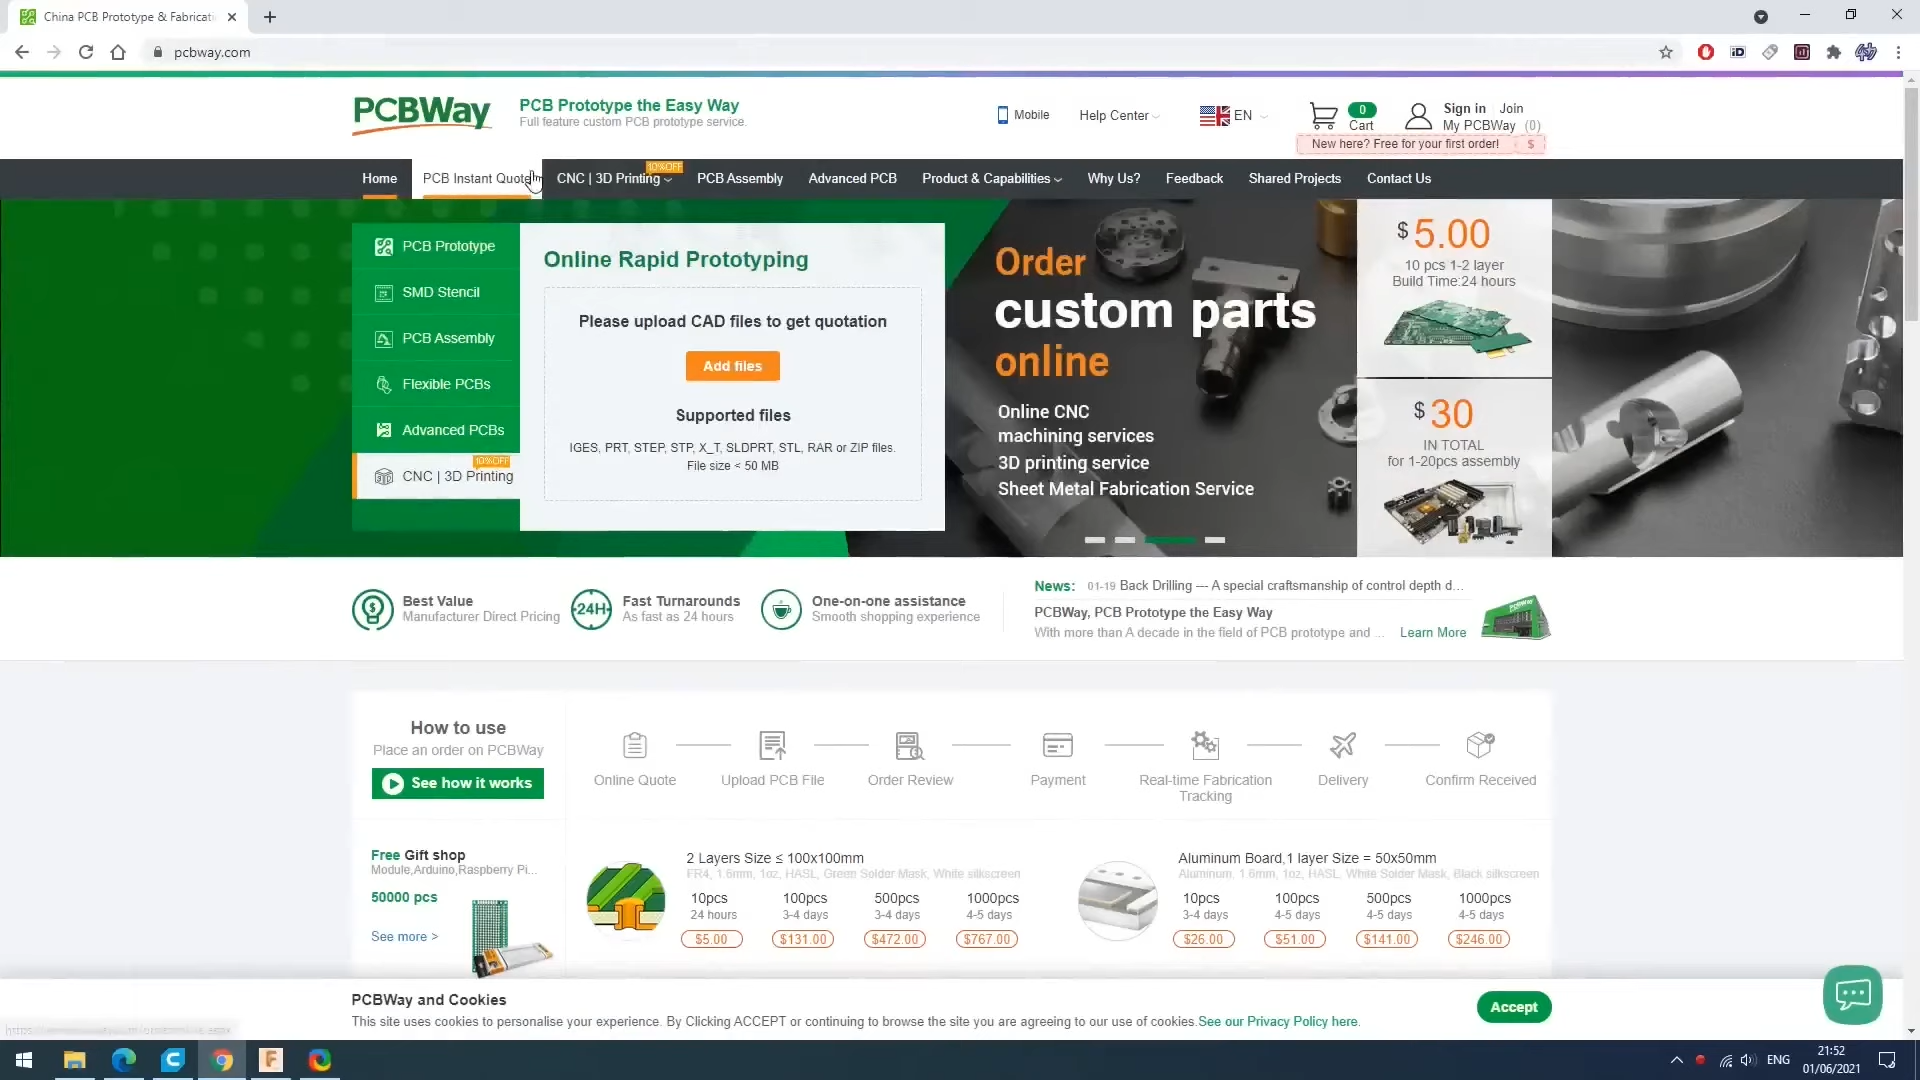 China PCB Prototype & Fabricati
pcbway.com
PCBWay
PCB Prototype the Easy Way
Full feature custom PCB prototype service.
Mobile
Help Center
EN
0
Cart
Sign in
Join
My PCBWay (0)
New here? Free for your first order! $
Home
PCB Instant Quote
CNC | 3D Printing
10%OFF
PCB Assembly
Advanced PCB
Product & Capabilities
Why Us?
Feedback
Shared Projects
Contact Us
PCB Prototype
SMD Stencil
PCB Assembly
Flexible PCBs
Advanced PCBs
10%OFF
CNC | 3D Printing
Online Rapid Prototyping
Please upload CAD files to get quotation
Add files
Supported files
IGES, PRT, STEP, STP, X_T, SLDPRT, STL, RAR or ZIP files.
File size < 50 MB
Order
custom parts
online
Online CNC
machining services
3D printing service
Sheet Metal Fabrication Service
$ 5.00
10 pcs 1-2 layer
Build Time:24 hours
$ 30
IN TOTAL
for 1-20pcs assembly
Best Value
Manufacturer Direct Pricing
24H
Fast Turnarounds
As fast as 24 hours
One-on-one assistance
Smooth shopping experience
News: 01-19 Back Drilling — A special craftsmanship of control depth d...
PCBWay, PCB Prototype the Easy Way
With more than A decade in the field of PCB prototype and ... Learn More
How to use
Place an order on PCBWay
See how it works
Online Quote
Upload PCB File
Order Review
Payment
Real-time Fabrication
Tracking
Delivery
Confirm Received
Free Gift shop
Module,Arduino,Raspberry Pi...
50000 pcs
See more >
2 Layers Size ≤ 100x100mm
FR4, 1.6mm, 1oz, HASL, Green Solder Mask, White silkscreen
10pcs 100pcs 500pcs 1000pcs
24 hours 3-4 days 3-4 days 4-5 days
$5.00 $131.00 $472.00 $767.00
Aluminum Board,1 layer Size = 50x50mm
Aluminum, 1.6mm, 1oz, HASL, White Solder Mask, Black silkscreen
10pcs 100pcs 500pcs 1000pcs
3-4 days 4-5 days 4-5 days 4-5 days
$26.00 $51.00 $141.00 $246.00
PCBWay and Cookies
This site uses cookies to personalise your experience. By Clicking ACCEPT or continuing to browse the site you are agreeing to our use of cookies.See our Privacy Policy here.
Accept
ENG
21:52
01/06/2021